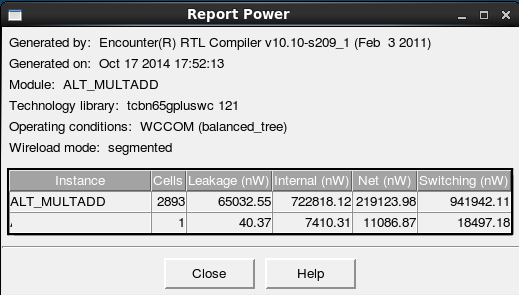 Report Power
Generated by: Encounter(R) RTL Compiler v10.10-s209_1 (Feb 3 2011)
Generated on: Oct 17 2014 17:52:13
Module: ALT_MULTADD
Technology library: tcbn65gpluswc 121
Operating conditions: WCCOM (balanced_tree)
Wireload mode: segmented
Instance Cells Leakage (nW) Internal (nW) Net (nW) Switching (nW)
ALT_MULTADD 2893 65032.55 722818.12 219123.98 941942.11
1 40.37 7410.31 11086.87 18497.18
Close Help